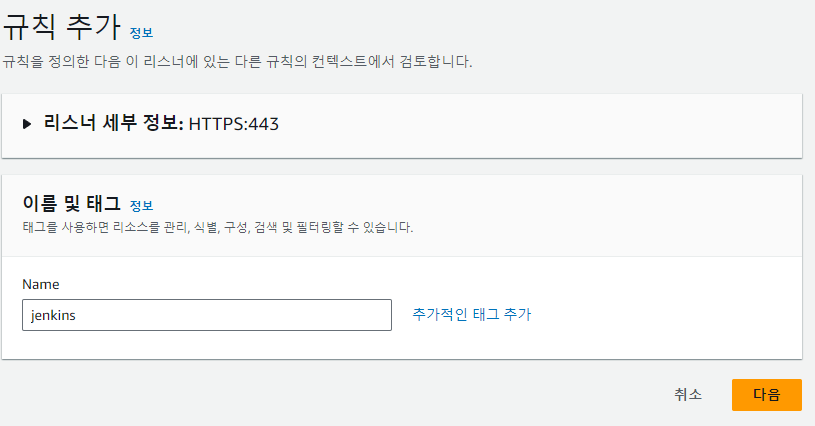 규칙 추가 정보
규칙을 정의한 다음 이 리스너에 있는 다른 규칙의 컨텍스트에서 검토합니다.
리스너 세부 정보: HTTPS:443
이름 및 태그 정보
태그를 사용하면 리소스를 관리, 식별, 구성, 검색 및 필터링할 수 있습니다.
Name
jenkins 추가적인 태그 추가
취소 다음